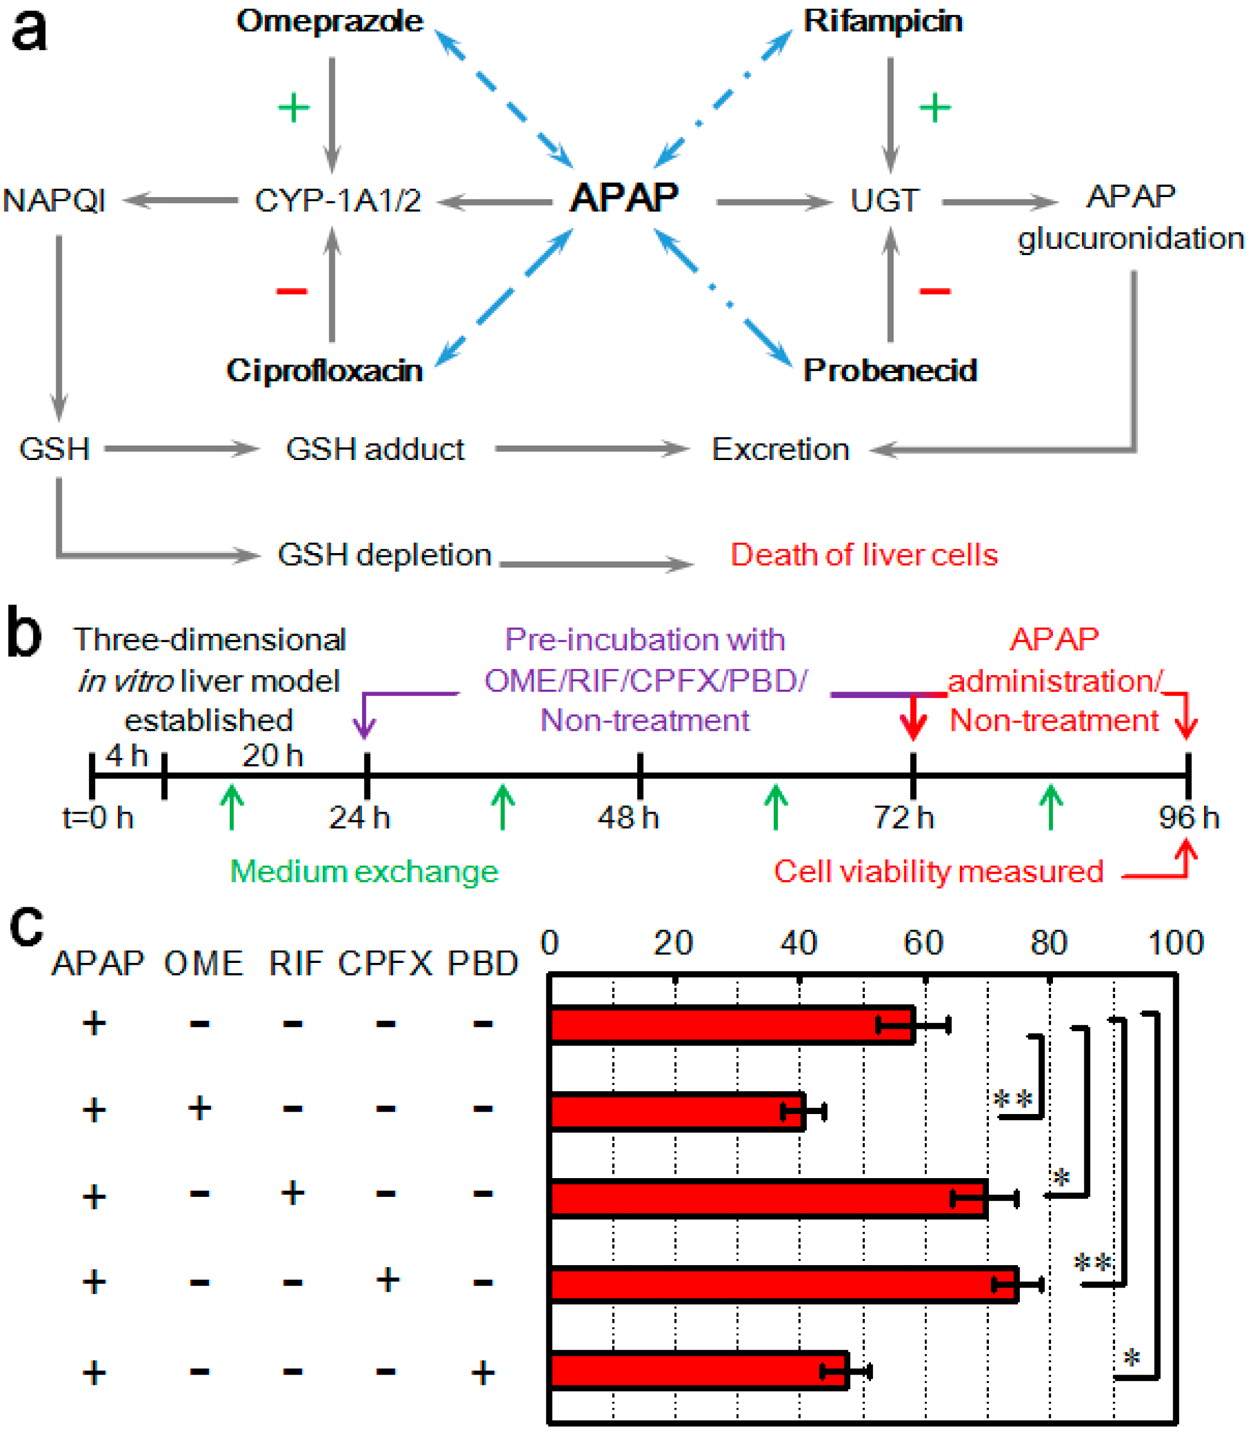 a
Omeprazole
Rifampicin
+
+
NAPQI
CYP-1A1/2
APAP
UGT
APAP
glucuronidation
−
−
Ciprofloxacin
Probenecid
GSH
GSH adduct
Excretion
GSH depletion
Death of liver cells
b
Three-dimensional
in vitro liver model
established
Pre-incubation with
OME/RIF/CPFX/PBD/
Non-treatment
APAP
administration/
Non-treatment
4 h
20 h
t=0 h
24 h
48 h
72 h
96 h
Medium exchange
Cell viability measured
c
0 20 40 60 80 100
APAP OME RIF CPFX PBD
+ - - - -
+ + - - -
**
+ - + - -
*
+ - - + -
**
+ - - - +
*